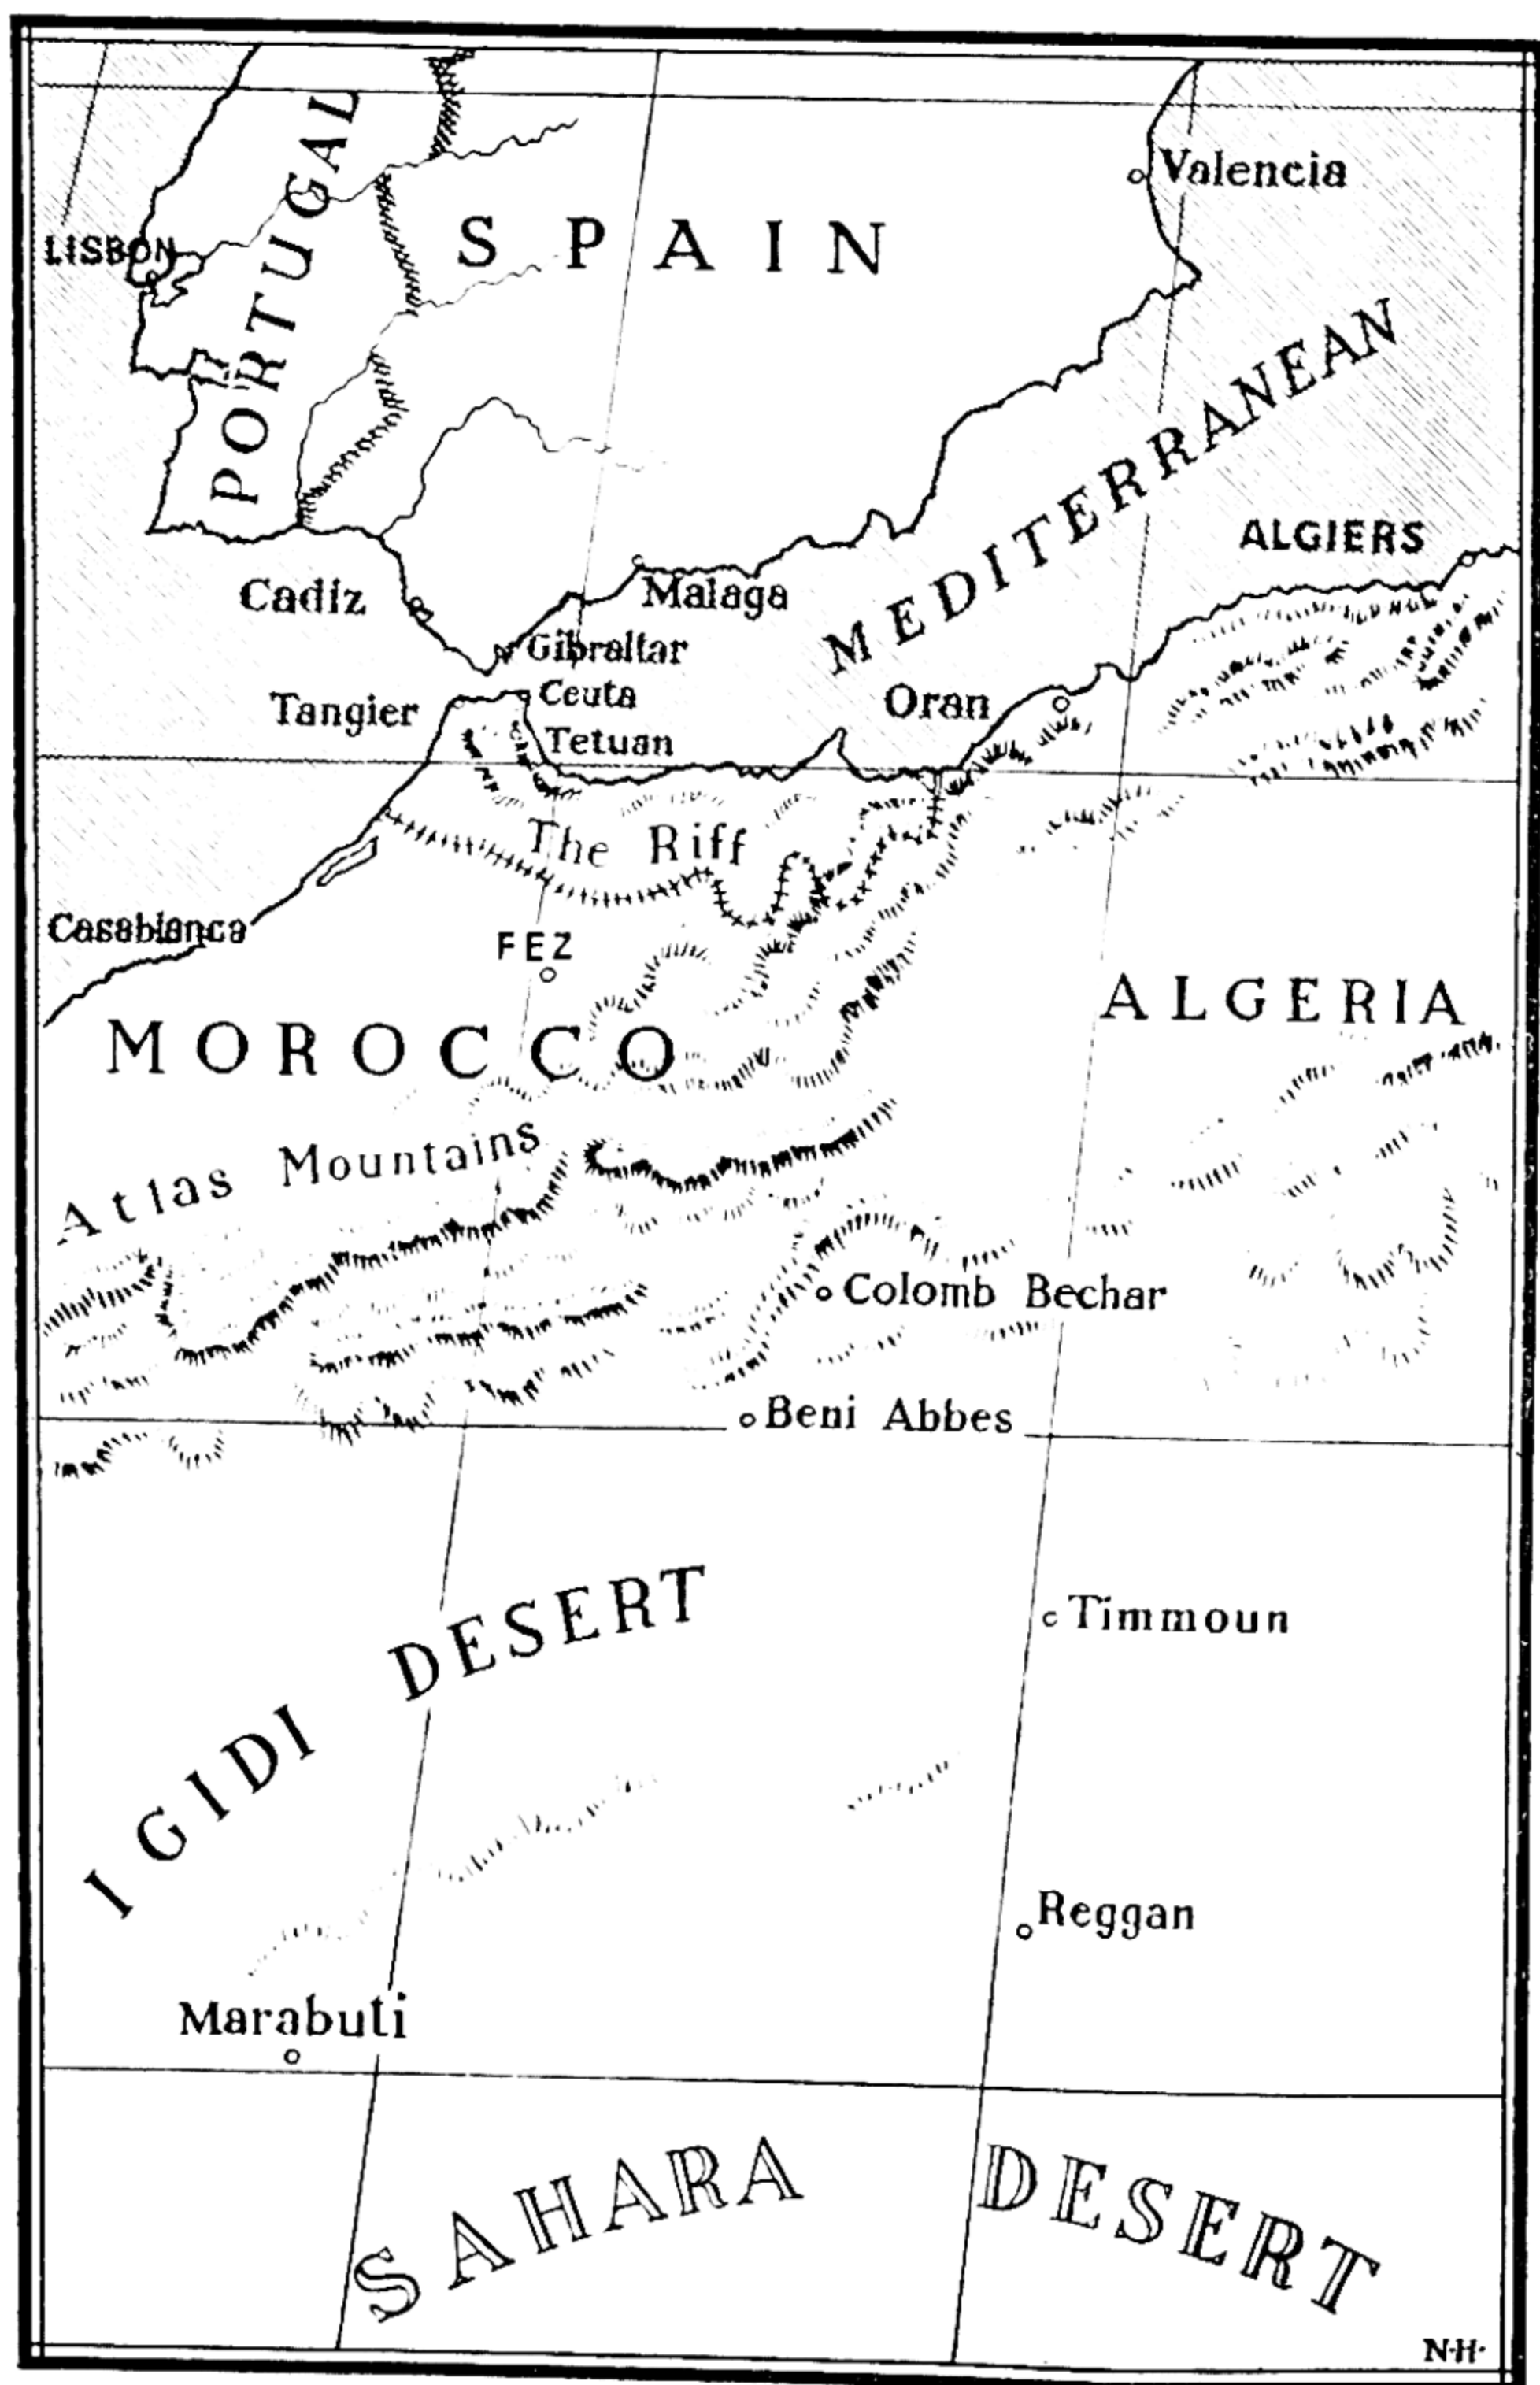 PORTUGAL
Valencia
SPAIN
LISBON
MEDITERRANEAN
ALGIERS
Cadiz
Malaga
Gibraltar
Ceuta
Tangier
Oran
Tetuan
The Riff
Casablanca
FEZ
ALGERIA
MOROCCO
Atlas Mountains
Colomb Bechar
Beni Abbes
IGIDI DESERT
Timmoun
Reggan
Marabuti
SAHARA DESERT
N·H·